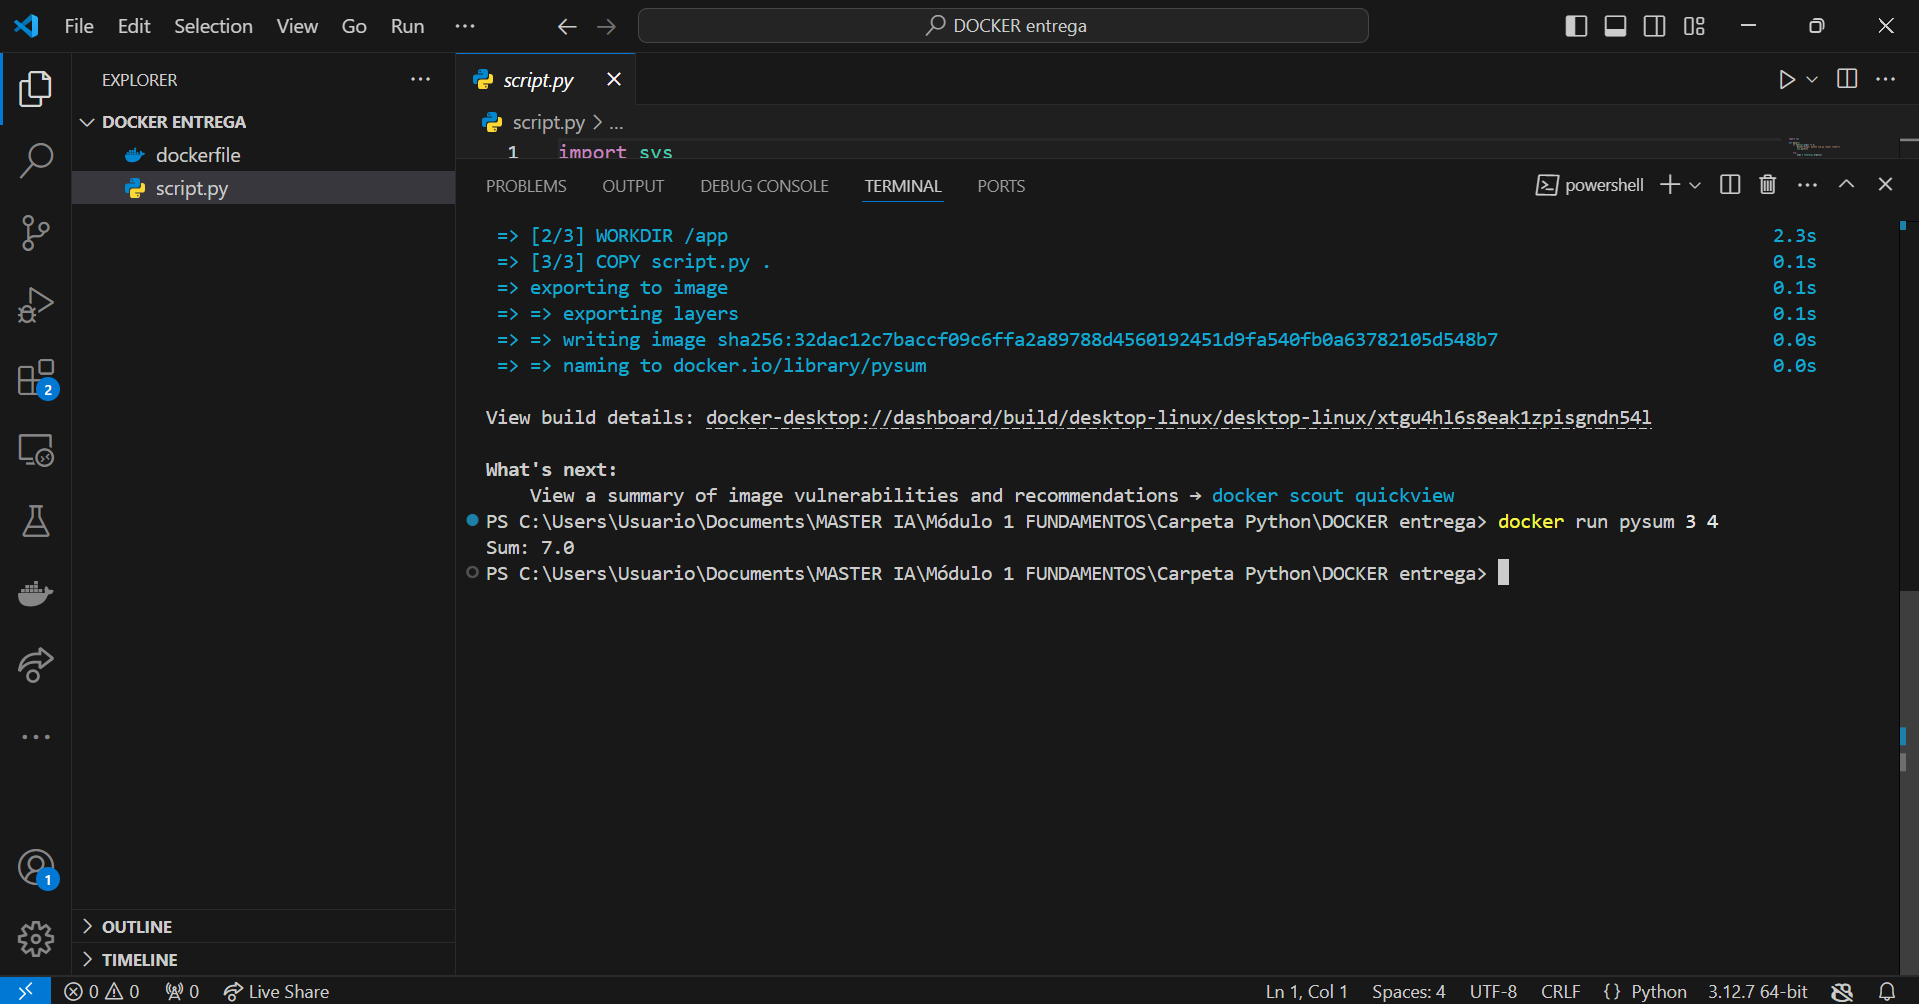 File Edit Selection View Go Run ··· DOCKER entrega
EXPLORER ···
DOCKER ENTREGA
dockerfile
script.py
OUTLINE
TIMELINE
2
1
script.py
script.py > ...
1 import sys
PROBLEMS OUTPUT DEBUG CONSOLE TERMINAL PORTS powershell
=> [2/3] WORKDIR /app 2.3s
=> [3/3] COPY script.py . 0.1s
=> exporting to image 0.1s
=> => exporting layers 0.1s
=> => writing image sha256:32dac12c7baccf09c6ffa2a89788d4560192451d9fa540fb0a63782105d548b7 0.0s
=> => naming to docker.io/library/pysum 0.0s
View build details: docker-desktop://dashboard/build/desktop-linux/desktop-linux/xtgu4hl6s8eak1zpisgndn54l
What's next:
View a summary of image vulnerabilities and recommendations → docker scout quickview
PS C:\Users\Usuario\Documents\MASTER IA\Módulo 1 FUNDAMENTOS\Carpeta Python\DOCKER entrega> docker run pysum 3 4
Sum: 7.0
PS C:\Users\Usuario\Documents\MASTER IA\Módulo 1 FUNDAMENTOS\Carpeta Python\DOCKER entrega>
0 0 0 Live Share Ln 1, Col 1 Spaces: 4 UTF-8 CRLF {} Python 3.12.7 64-bit